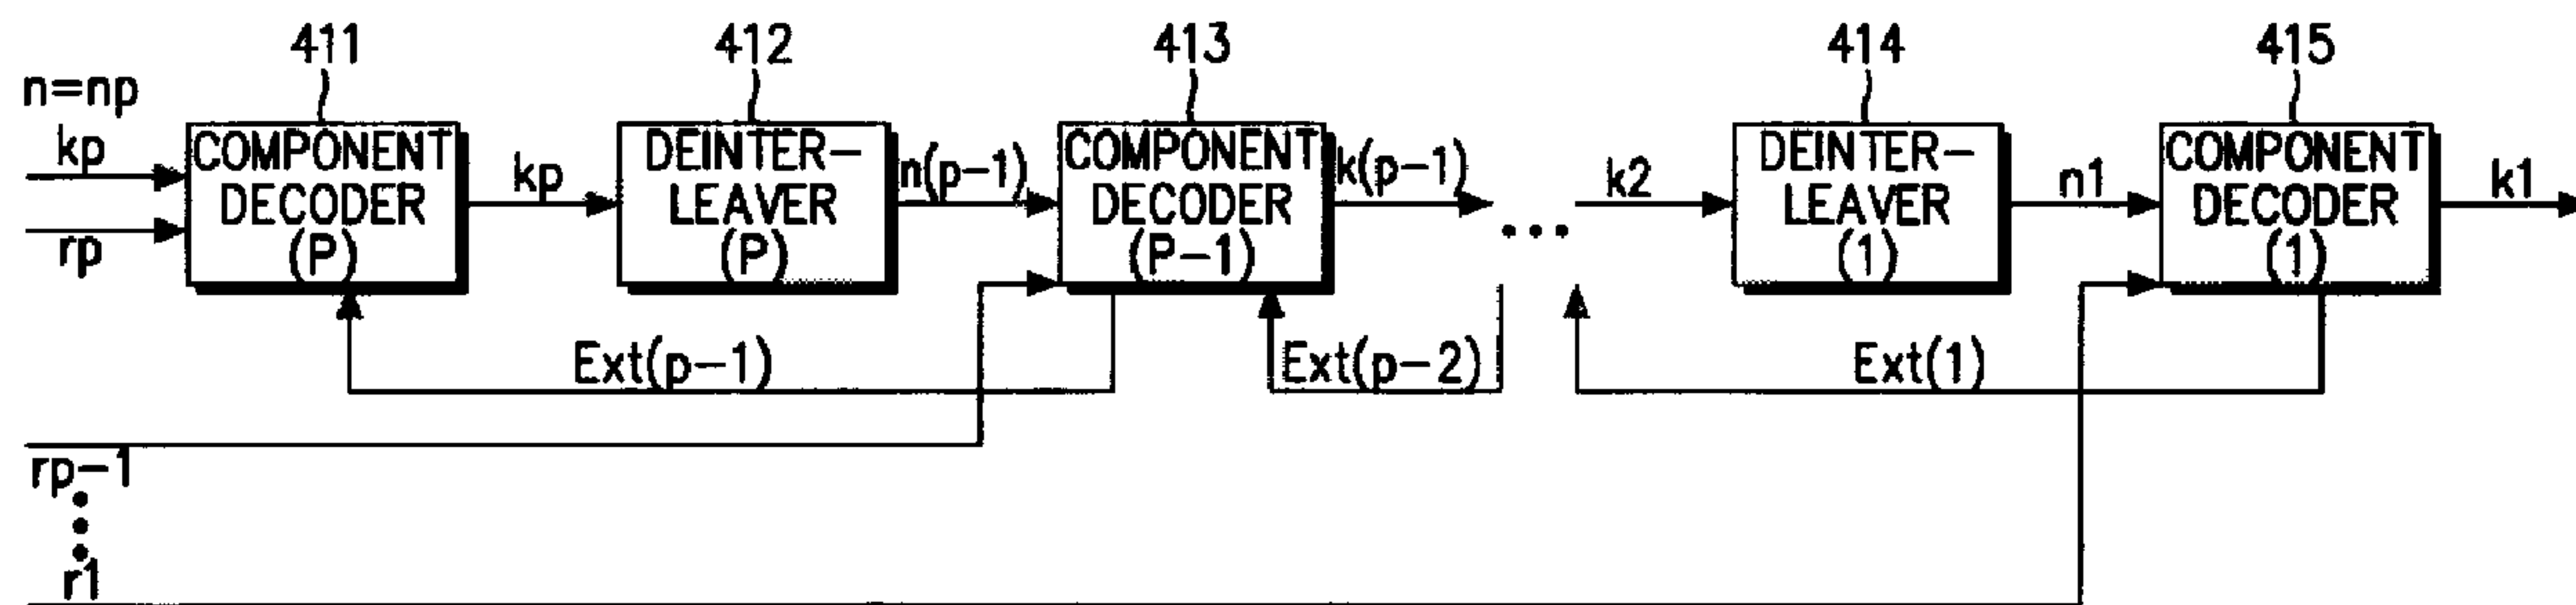 411
412
413
414
415
n=np
kp
rp
COMPONENT
DECODER
(P)
kp
DEINTER-
LEAVER
(P)
n(p-1)
COMPONENT
DECODER
(P-1)
k(p-1)
...
k2
DEINTER-
LEAVER
(1)
n1
COMPONENT
DECODER
(1)
k1
Ext(p-1)
Ext(p-2)
Ext(1)
rp-1
r1